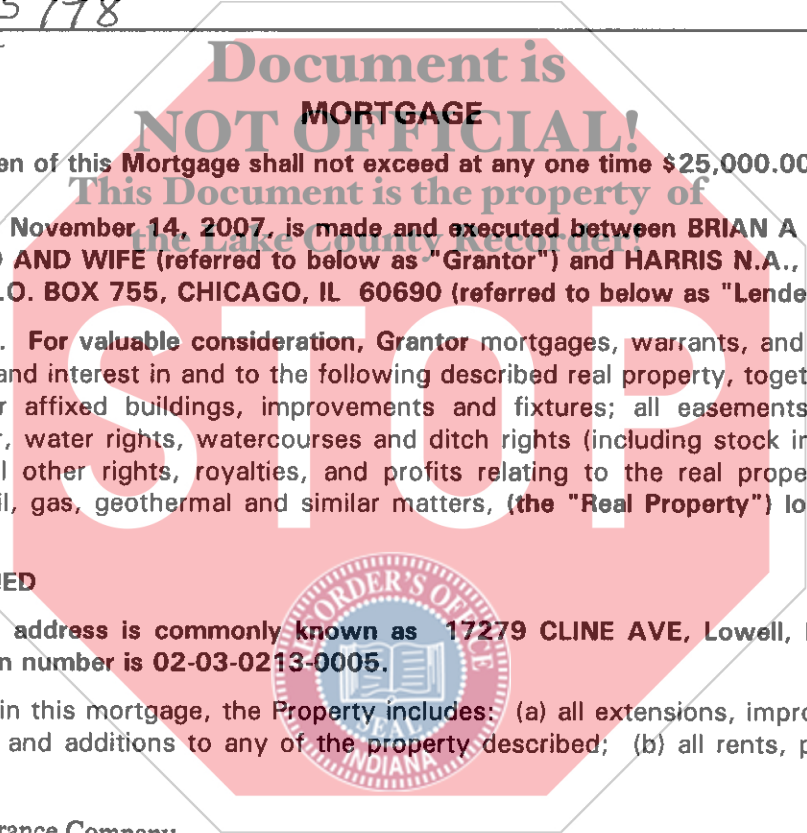 5798
Document is
MORTGAGE
NOT OFFICIAL!
en of this Mortgage shall not exceed at any one time $25,000.00
This Document is the property of
November 14, 2007, is made and executed between BRIAN A
the Lake County Recorder!
AND WIFE (referred to below as "Grantor") and HARRIS N.A.,
.O. BOX 755, CHICAGO, IL 60690 (referred to below as "Lende
. For valuable consideration, Grantor mortgages, warrants, and
and interest in and to the following described real property, toget
r affixed buildings, improvements and fixtures; all easements
, water rights, watercourses and ditch rights (including stock in
l other rights, royalties, and profits relating to the real prope
il, gas, geothermal and similar matters, (the "Real Property") lo
STOP
ED
address is commonly known as 17279 CLINE AVE, Lowell,
n number is 02-03-0213-0005.
in this mortgage, the Property includes: (a) all extensions, impro
and additions to any of the property described; (b) all rents, p
RECORDER'S OFFICE
SEAL
INDIANA
rance Company